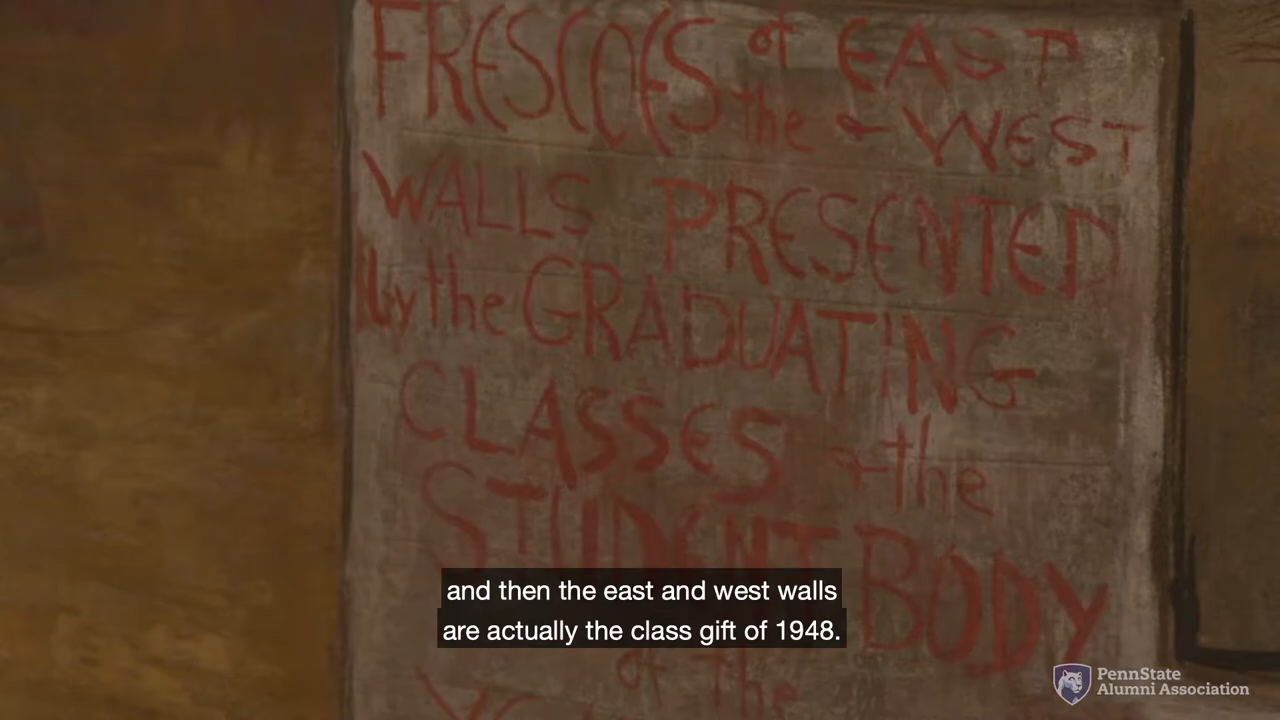 FRESCOES of EAST
the & WEST
WALLS PRESENTED
by the GRADUATING
CLASSES & the
STUDENT BODY
of the
and then the east and west walls
are actually the class gift of 1948.
PennState
Alumni Association